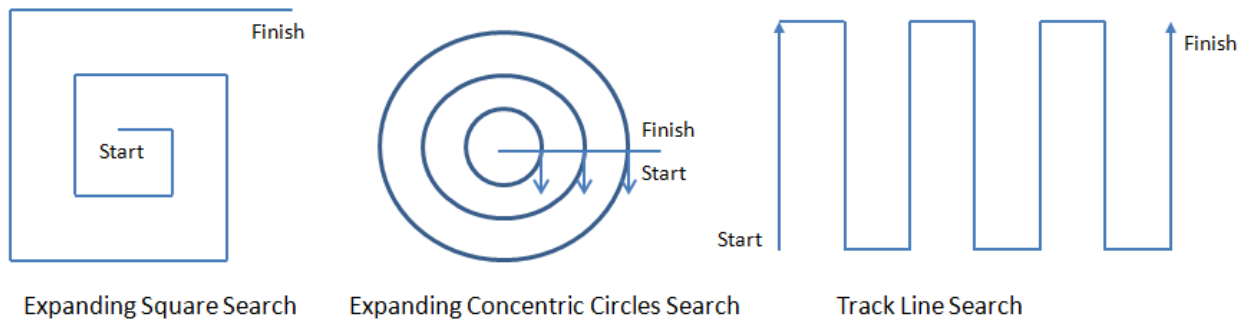 Finish
Start
Expanding Square Search
Finish
Start
Expanding Concentric Circles Search
Finish
Start
Track Line Search